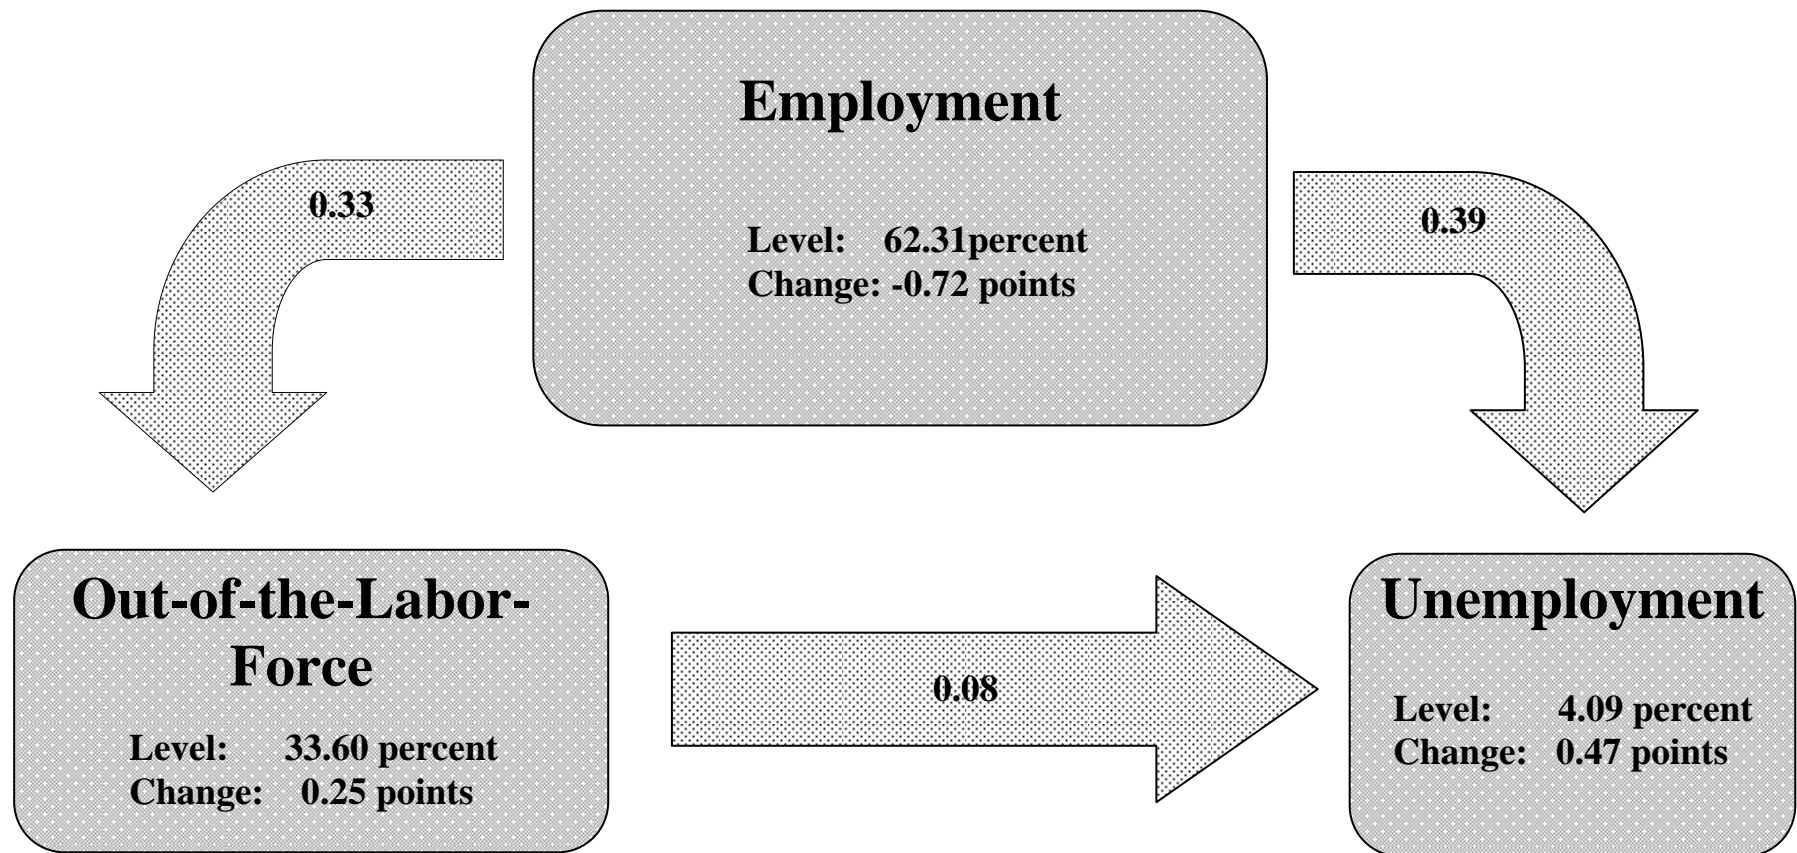 Employment
0.33
0.39
Level: 62.31percent
Change: -0.72 points
Out-of-the-Labor-
Force
Level: 33.60 percent
Change: 0.25 points
0.08
Unemployment
Level: 4.09 percent
Change: 0.47 points